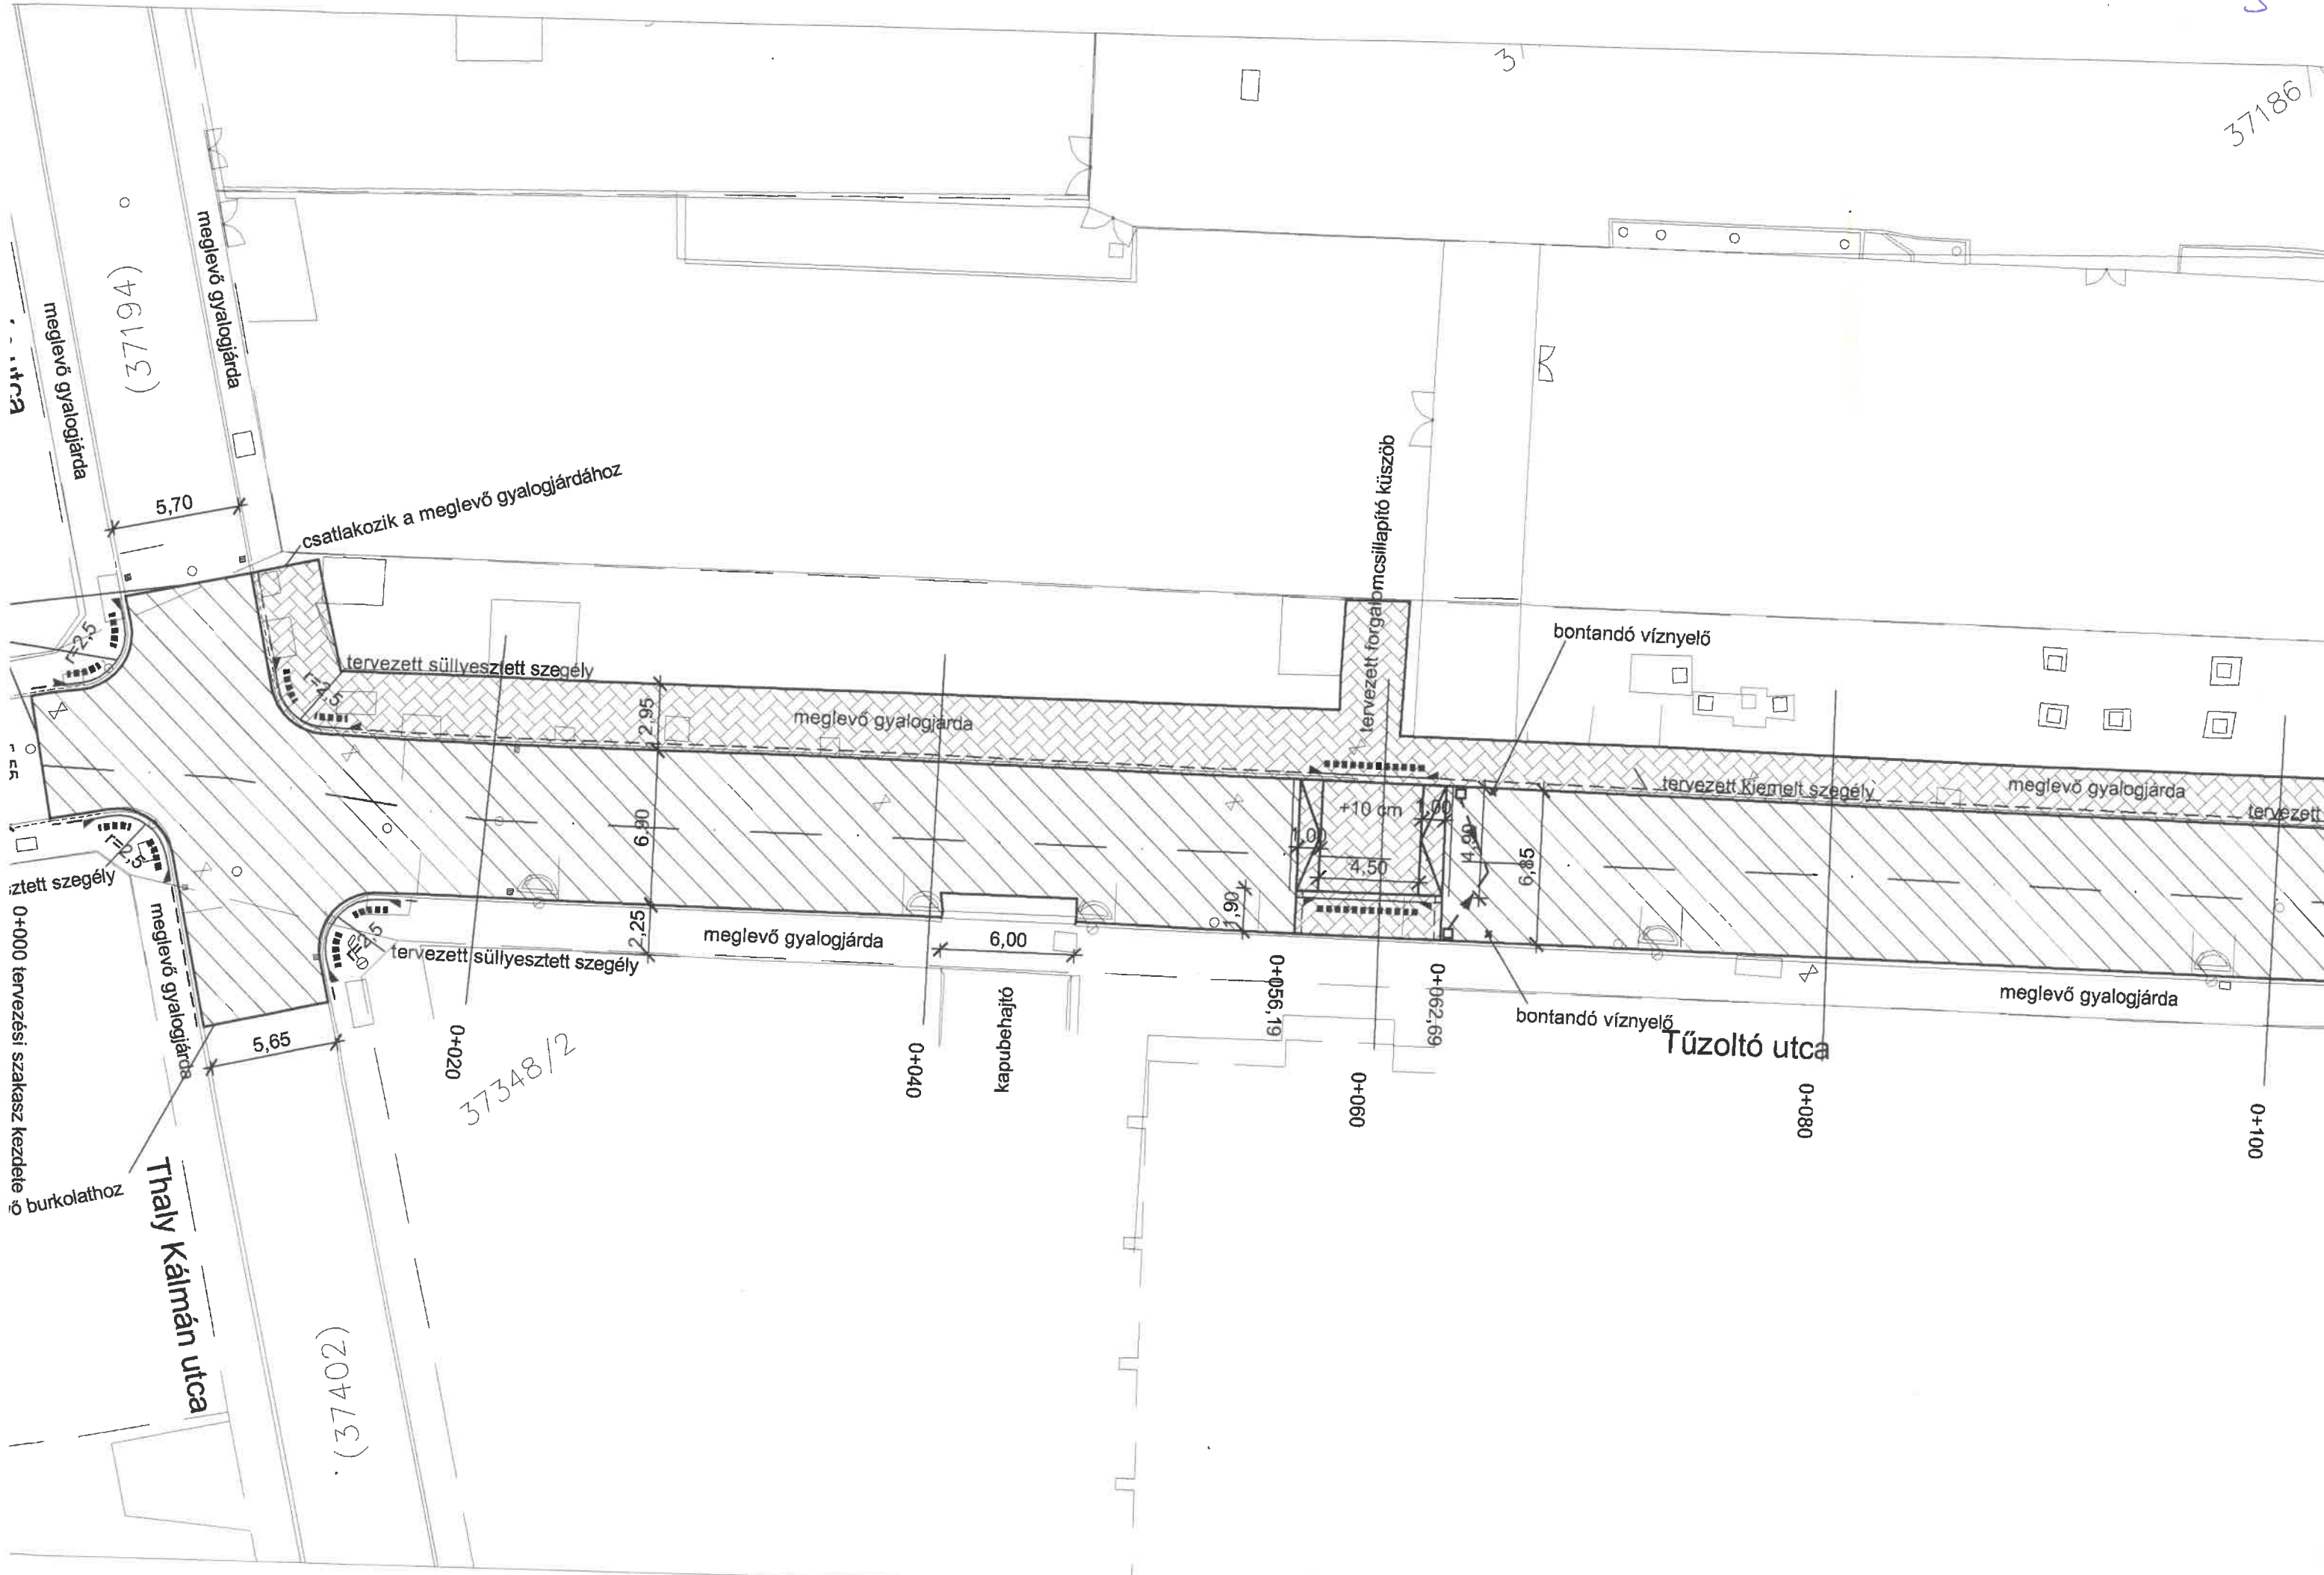 37186
(37194)
meglevő gyalogjárda
meglevő gyalogjárda
utca
5,70
csatlakozik a meglevő gyalogjárdához
tervezett forgalomcsillapító küszöb
r=2,5
r=2,5
tervezett süllyesztett szegély
2,95
meglevő gyalogjárda
bontandó víznyelő
tervezett kiemelt szegély
meglevő gyalogjárda
tervezett
6,90
+10 cm
1,00
1,00
4,50
4,90
6,85
1,90
r=2,5
ztett szegély
r=2,5
tervezett süllyesztett szegély
2,25
meglevő gyalogjárda
6,00
kapubehajtó
meglevő gyalogjárda
meglevő gyalogjárda
bontandó víznyelő
Tűzoltó utca
0+000 tervezési szakasz kezdete
5,65
0+020
0+040
0+056,19
0+060
0+062,69
0+080
0+100
37348/2
ő burkolathoz
Thaly Kálmán utca
(37402)